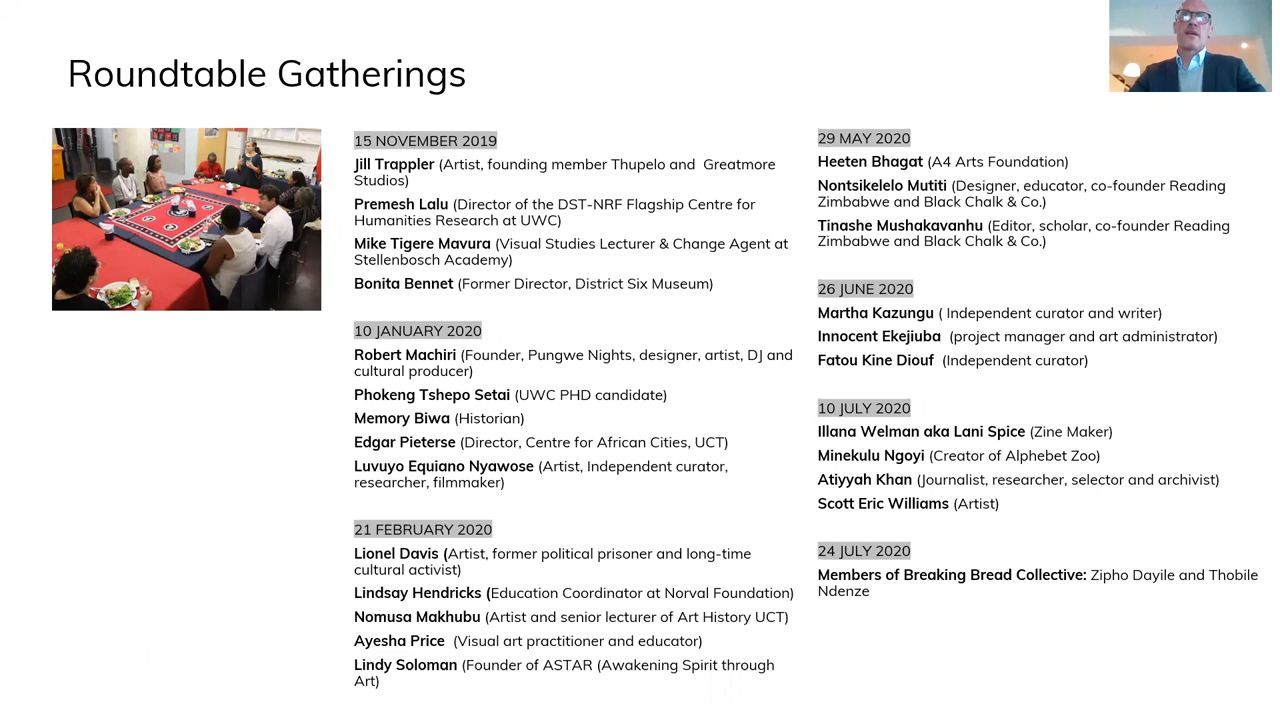 Roundtable Gatherings
15 NOVEMBER 2019
Jill Trappler (Artist, founding member Thupelo and Greatmore
Studios)
Premesh Lalu (Director of the DST-NRF Flagship Centre for
Humanities Research at UWC)
Mike Tigere Mavura (Visual Studies Lecturer & Change Agent at
Stellenbosch Academy)
Bonita Bennet (Former Director, District Six Museum)
10 JANUARY 2020
Robert Machiri (Founder, Pungwe Nights, designer, artist, DJ and
cultural producer)
Phokeng Tshepo Setai (UWC PHD candidate)
Memory Biwa (Historian)
Edgar Pieterse (Director, Centre for African Cities, UCT)
Luvuyo Equiano Nyawose (Artist, Independent curator,
researcher, filmmaker)
21 FEBRUARY 2020
Lionel Davis (Artist, former political prisoner and long-time
cultural activist)
Lindsay Hendricks (Education Coordinator at Norval Foundation)
Nomusa Makhubu (Artist and senior lecturer of Art History UCT)
Ayesha Price (Visual art practitioner and educator)
Lindy Soloman (Founder of ASTAR (Awakening Spirit through
Art)
29 MAY 2020
Heeten Bhagat (A4 Arts Foundation)
Nontsikelelo Mutiti (Designer, educator, co-founder Reading
Zimbabwe and Black Chalk & Co.)
Tinashe Mushakavanhu (Editor, scholar, co-founder Reading
Zimbabwe and Black Chalk & Co.)
26 JUNE 2020
Martha Kazungu ( Independent curator and writer)
Innocent Ekejiuba (project manager and art administrator)
Fatou Kine Diouf (Independent curator)
10 JULY 2020
Illana Welman aka Lani Spice (Zine Maker)
Minekulu Ngoyi (Creator of Alphebet Zoo)
Atiyyah Khan (Journalist, researcher, selector and archivist)
Scott Eric Williams (Artist)
24 JULY 2020
Members of Breaking Bread Collective: Zipho Dayile and Thobile
Ndenze